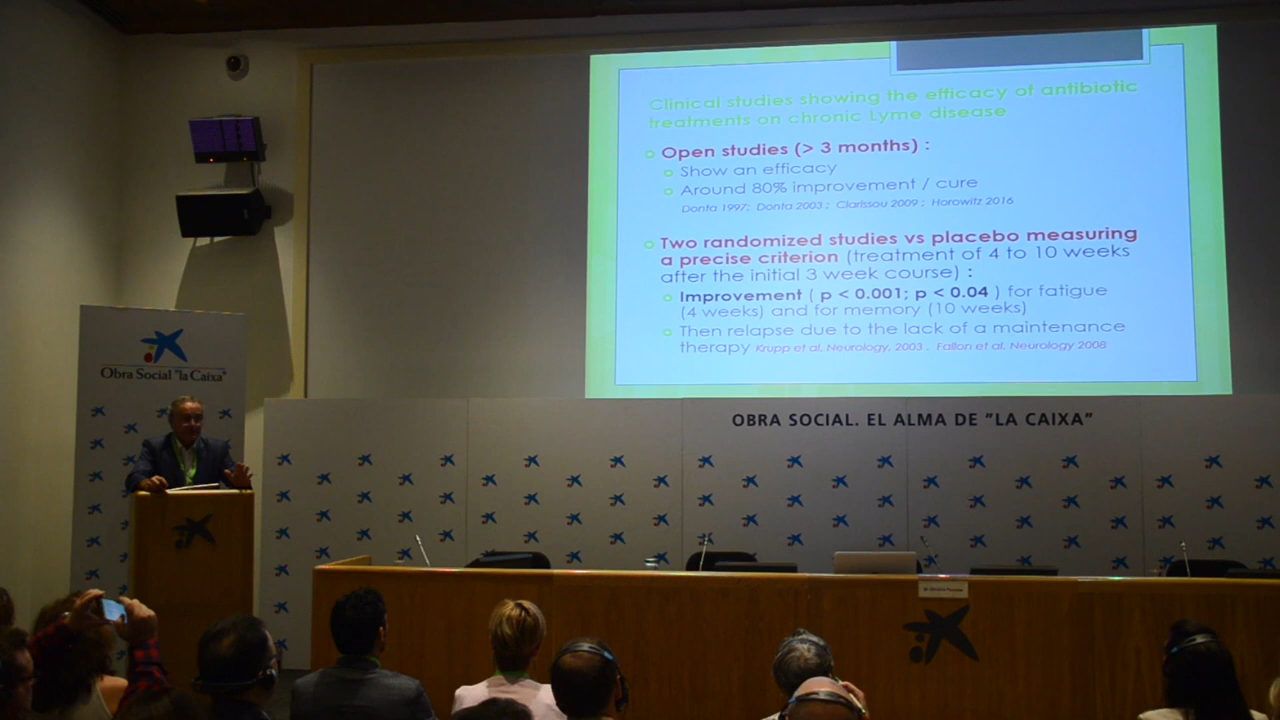 Clinical studies showing the efficacy of antibiotic
treatments on chronic Lyme disease
Open studies (> 3 months) :
Show an efficacy
Around 80% improvement / cure
Donta 1997; Donta 2003 ; Clarissou 2009 ; Horowitz 2016
Two randomized studies vs placebo measuring
a precise criterion (treatment of 4 to 10 weeks
after the initial 3 week course) :
Improvement ( p < 0.001; p < 0.04 ) for fatigue
(4 weeks) and for memory (10 weeks)
Then relapse due to the lack of a maintenance
therapy Krupp et al, Neurology, 2003 . Fallon et al. Neurology 2008
Obra Social "la Caixa"
OBRA SOCIAL. EL ALMA DE "LA CAIXA"